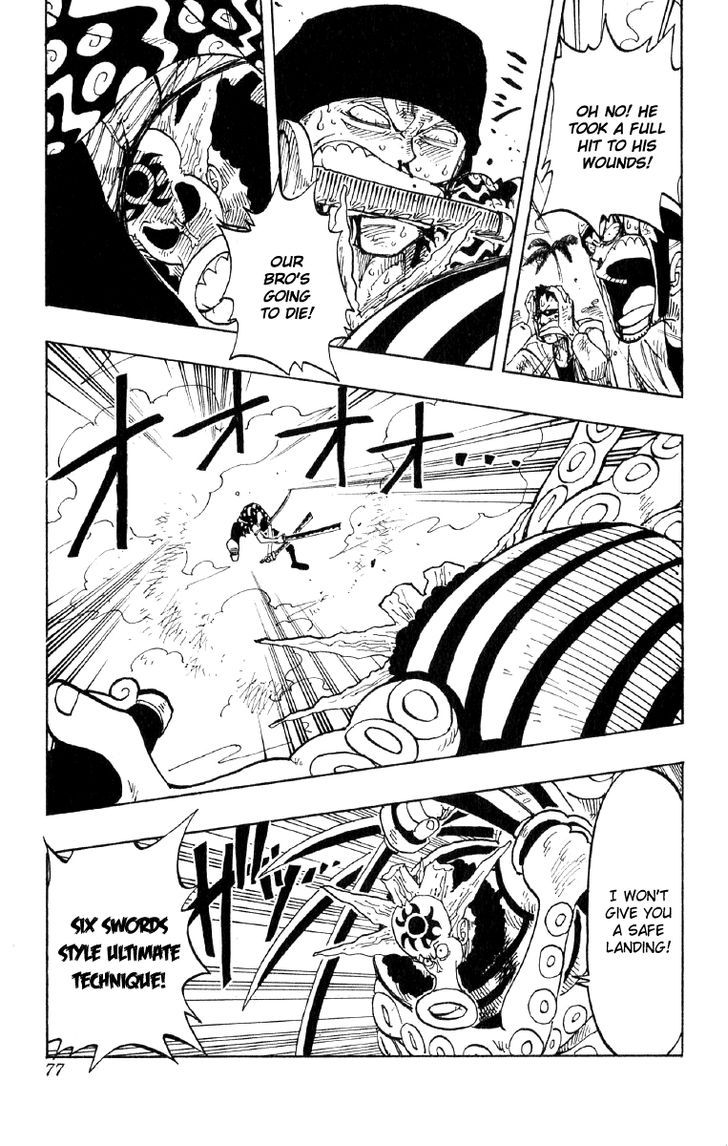 OH NO! HE
TOOK A FULL
HIT TO HIS
WOUNDS!
OUR
BRO'S
GOING
TO DIE!
オオオオ...
I WON'T
GIVE YOU
A SAFE
LANDING!
SIX SWORDS
STYLE ULTIMATE
TECHNIQUE!
77